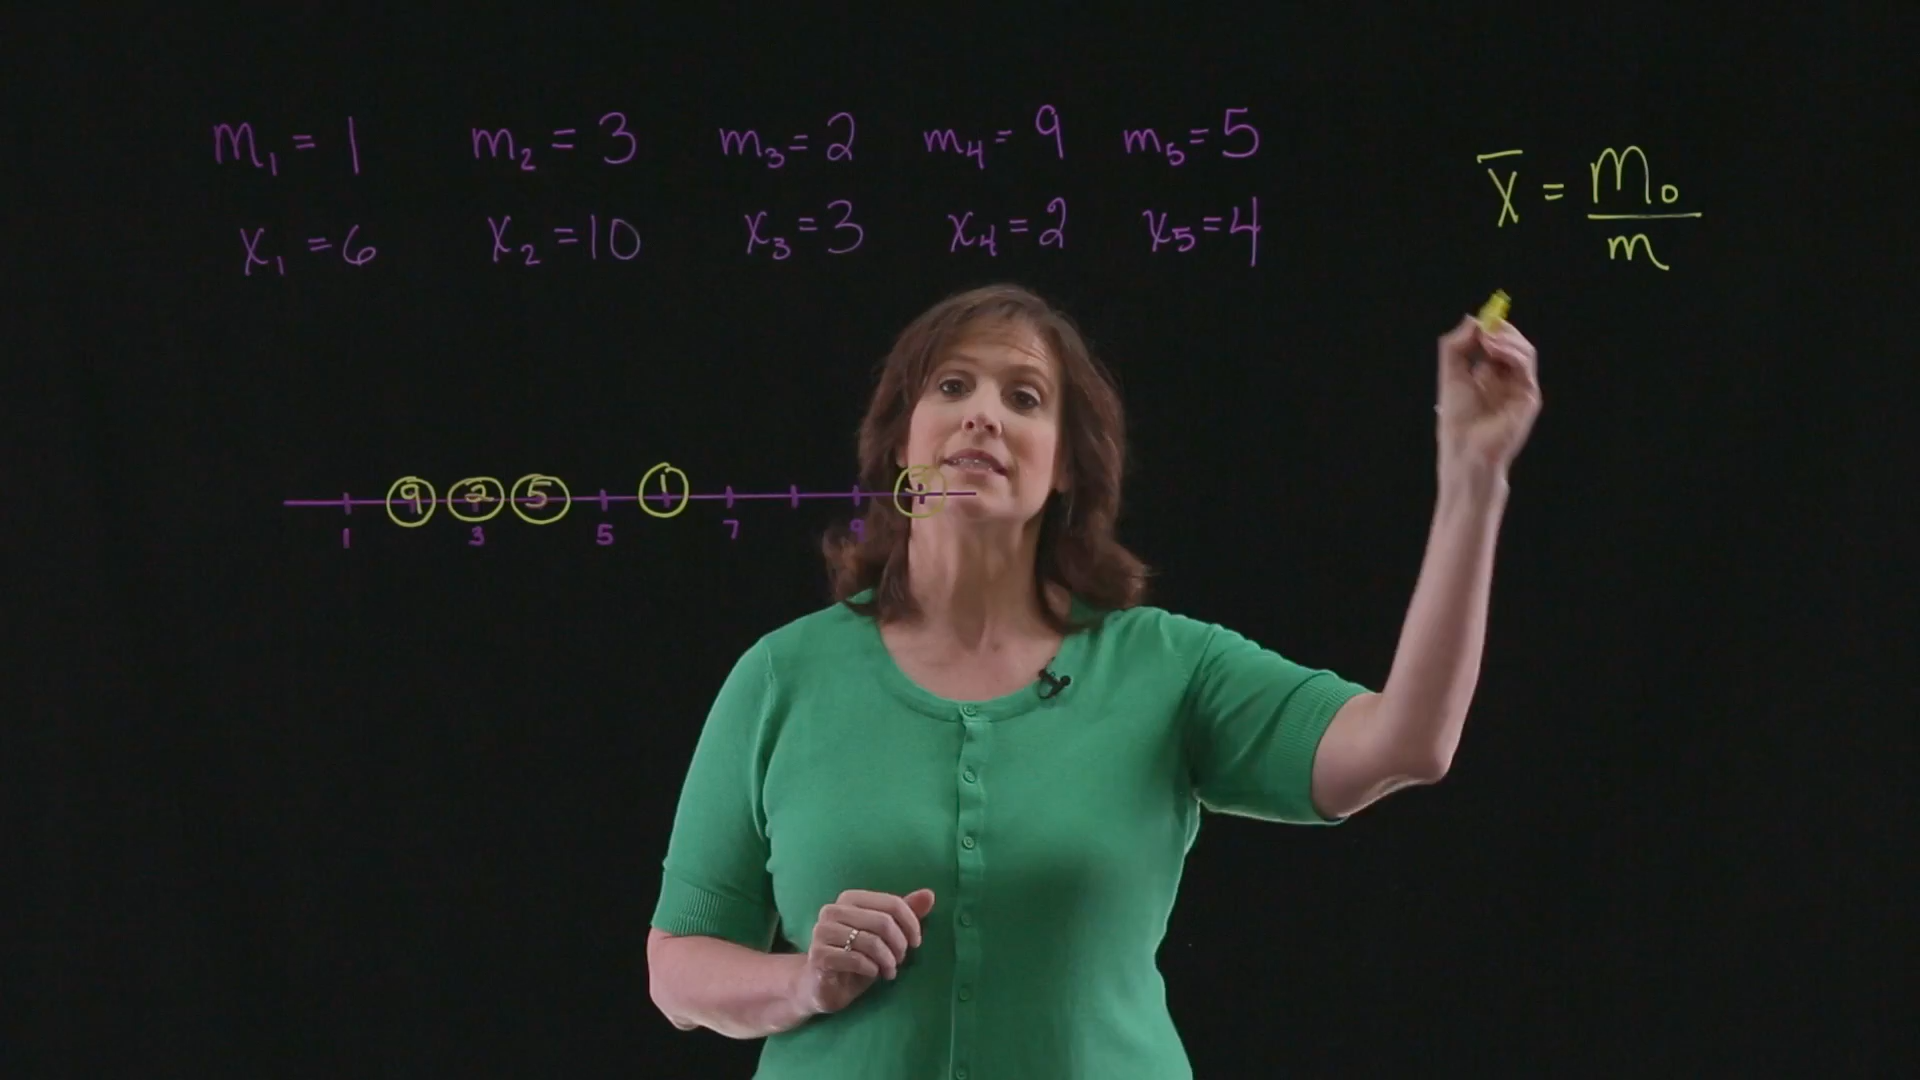 m₁ = 1 m₂ = 3 m₃ = 2 m₄ = 9 m₅ = 5
x₁ = 6 x₂ = 10 x₃ = 3 x₄ = 2 x₅ = 4
x̄ = M₀/m
9 2 5 1 3
1 3 5 7 9